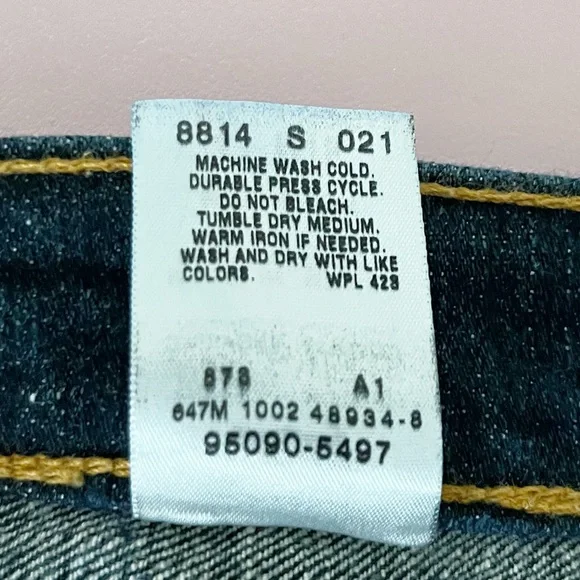 8814 S 021
MACHINE WASH COLD.
DURABLE PRESS CYCLE.
DO NOT BLEACH.
TUMBLE DRY MEDIUM.
WARM IRON IF NEEDED.
WASH AND DRY WITH LIKE
COLORS. WPL 423
A1
647M 1002 48934-8
95090-5497